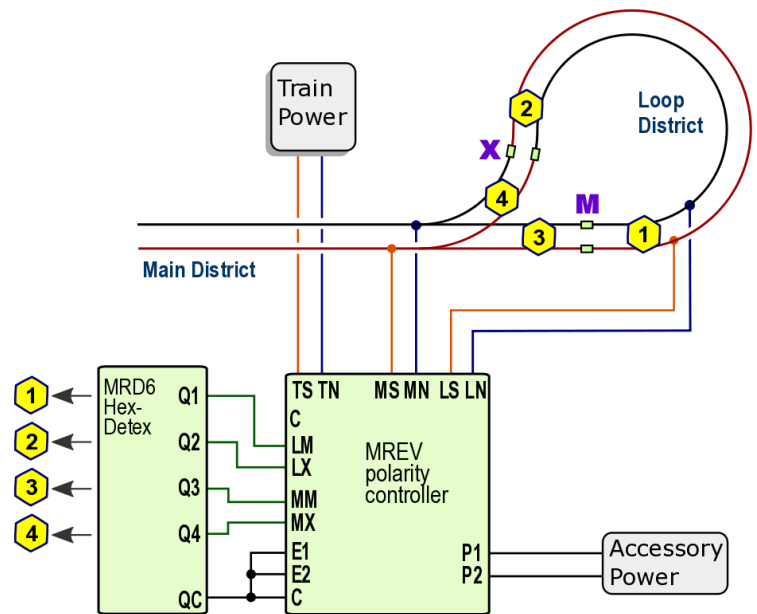 Train
Power
Loop
District
2
X
4
M
3
1
Main District
1
2
3
4
MRD6
Hex-
Detex
Q1
Q2
Q3
Q4
QC
TS TN
MS MN
LS LN
C
LM
LX
MM
MX
E1
E2
C
MREV
polarity
controller
P1
P2
Accessory
Power